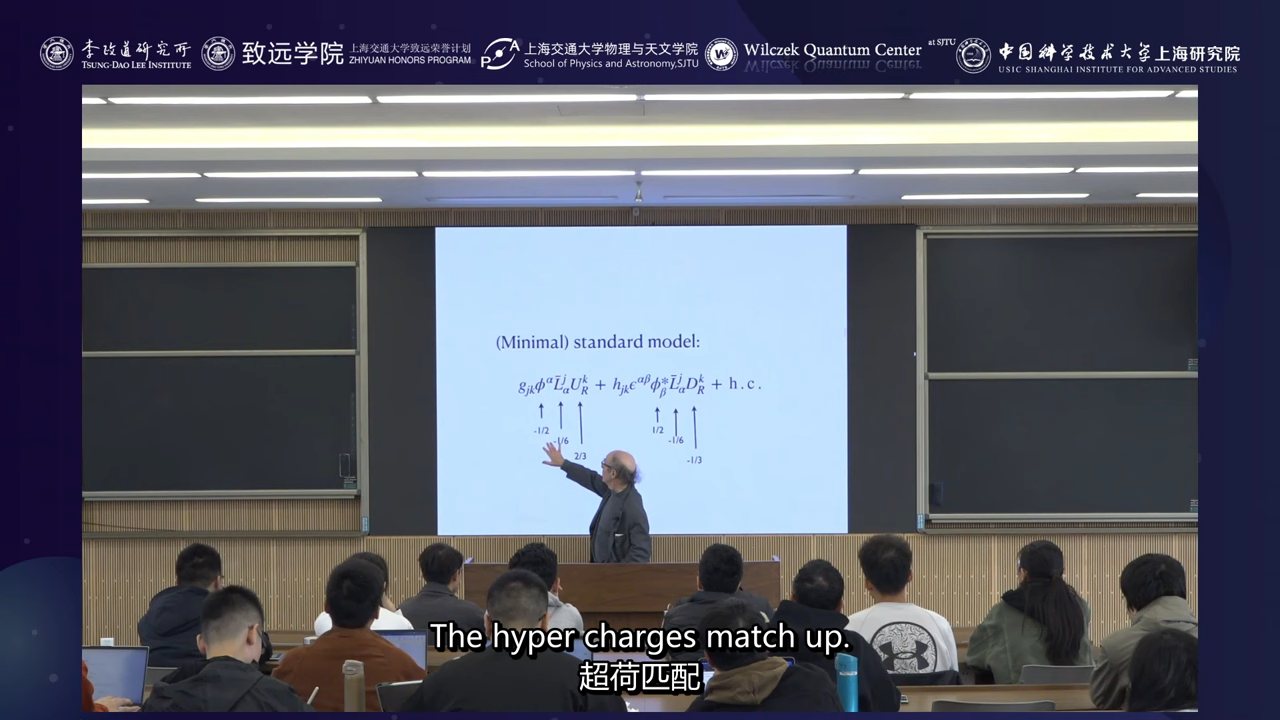 李政道研究所
TSUNG-DAO LEE INSTITUTE
致远学院
上海交通大学致远荣誉计划
ZHIYUAN HONORS PROGRAM
上海交通大学物理与天文学院
School of Physics and Astronomy,SJTU
Wilczek Quantum Center at SJTU
中国科学技术大学上海研究院
USTC SHANGHAI INSTITUTE FOR ADVANCED STUDIES
(Minimal) standard model:
g_{jk}ϕ^α L̄^j_α U^k_R + h_{jk}ϵ^{αβ}ϕ^*_β L̄^j_α D^k_R + h.c.
-1/2 -1/6 2/3 1/2 -1/6 -1/3
The hyper charges match up.
超荷匹配